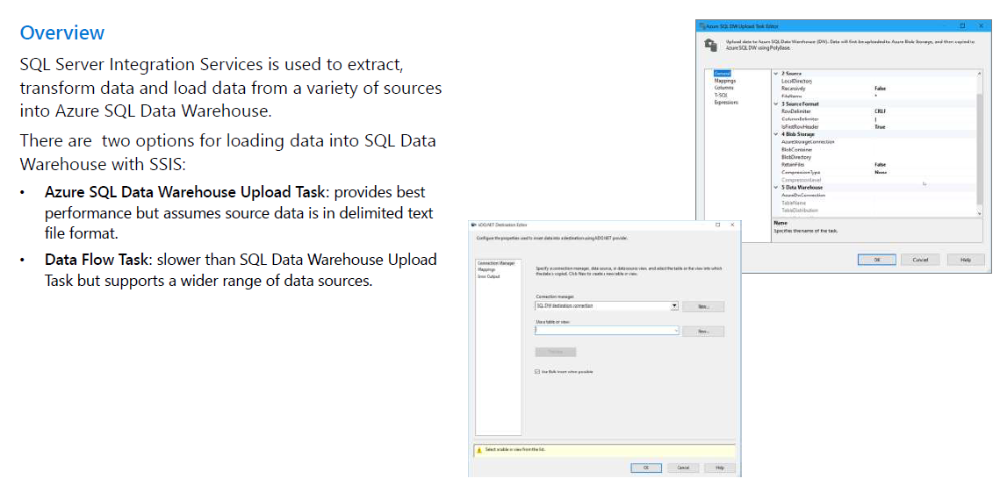 Overview
SQL Server Integration Services is used to extract,
transform data and load data from a variety of sources
into Azure SQL Data Warehouse.
There are two options for loading data into SQL Data
Warehouse with SSIS:
• Azure SQL Data Warehouse Upload Task: provides best
performance but assumes source data is in delimited text
file format.
• Data Flow Task: slower than SQL Data Warehouse Upload
Task but supports a wider range of data sources.
Azure SQL DW Upload Task Editor
Upload data to Azure SQL Data Warehouse (DW). Data will first be uploaded to Azure Blob Storage, and then copied to
Azure SQL DW using PolyBase.
General
Mappings
Columns
T-SQL
Expressions
2 Source
LocalDirectory
Recursively False
FileName *
3 Source Format
RowDelimiter CRLF
ColumnDelimiter |
IsFirstRowHeader True
4 Blob Storage
AzureStorageConnection
BlobContainer
BlobDirectory
RetainFiles False
CompressionType None
CompressionLevel
5 Data Warehouse
AzureDwConnection
TableName
TableDistribution
Name
Specifies the name of the task.
OK Cancel Help
ADO.NET Destination Editor
Configure the properties used to insert data into a destination using ADO.NET provider.
Connection Manager
Mappings
Error Output
Specify a connection manager, data source, or data source view, and select the table or the view into which
the data is copied. Click New to create a new table or view.
Connection manager:
SQL DW destination connection New...
Use a table or view:
New...
Preview
Use Bulk Insert when possible
Select a table or view from the list.
OK Cancel Help